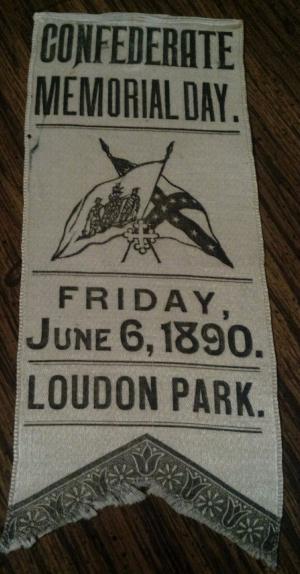 CONFEDERATE
MEMORIAL DAY.
FRIDAY,
JUNE 6, 1890.
LOUDON PARK.